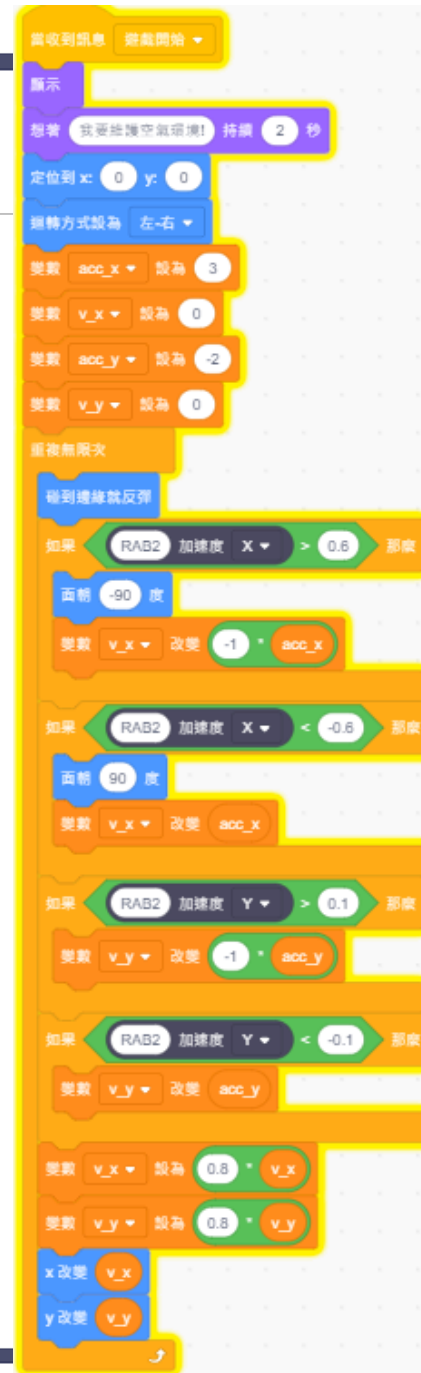 當收到訊息 遊戲開始
顯示
想著 我要維護空氣環境! 持續 2 秒
定位到 x: 0 y: 0
迴轉方式設為 左-右
變數 acc_x 設為 3
變數 v_x 設為 0
變數 acc_y 設為 -2
變數 v_y 設為 0
重複無限次
碰到邊緣就反彈
如果 RAB2 加速度 X > 0.6 那麼
面朝 -90 度
變數 v_x 改變 -1 * acc_x
如果 RAB2 加速度 X < -0.6 那麼
面朝 90 度
變數 v_x 改變 acc_x
如果 RAB2 加速度 Y > 0.1 那麼
變數 v_y 改變 -1 * acc_y
如果 RAB2 加速度 Y < -0.1 那麼
變數 v_y 改變 acc_y
變數 v_x 設為 0.8 * v_x
變數 v_y 設為 0.8 * v_y
x 改變 v_x
y 改變 v_y